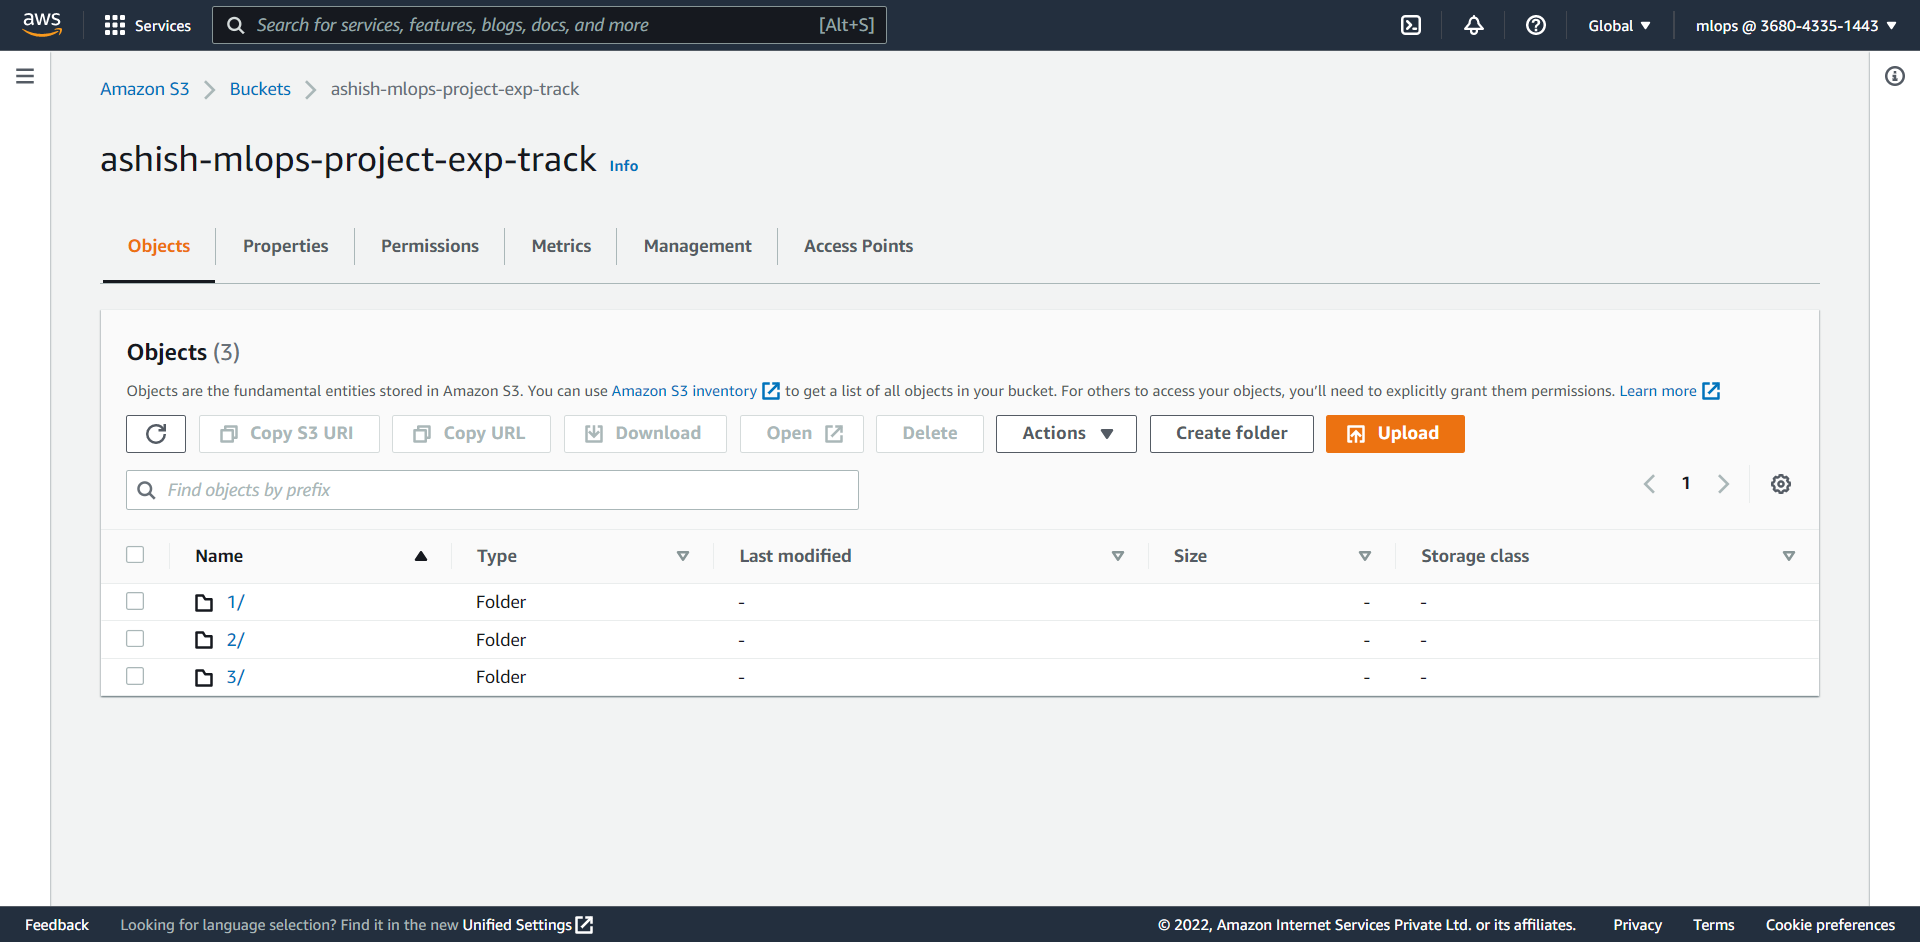 aws Services Search for services, features, blogs, docs, and more [Alt+S] Global mlops @ 3680-4335-1443
Amazon S3 Buckets ashish-mlops-project-exp-track
ashish-mlops-project-exp-track Info
Objects Properties Permissions Metrics Management Access Points
Objects (3)
Objects are the fundamental entities stored in Amazon S3. You can use Amazon S3 inventory to get a list of all objects in your bucket. For others to access your objects, you’ll need to explicitly grant them permissions. Learn more
Copy S3 URI Copy URL Download Open Delete Actions Create folder Upload
Find objects by prefix 1
Name Type Last modified Size Storage class
1/ Folder - - -
2/ Folder - - -
3/ Folder - - -
Feedback Looking for language selection? Find it in the new Unified Settings © 2022, Amazon Internet Services Private Ltd. or its affiliates. Privacy Terms Cookie preferences